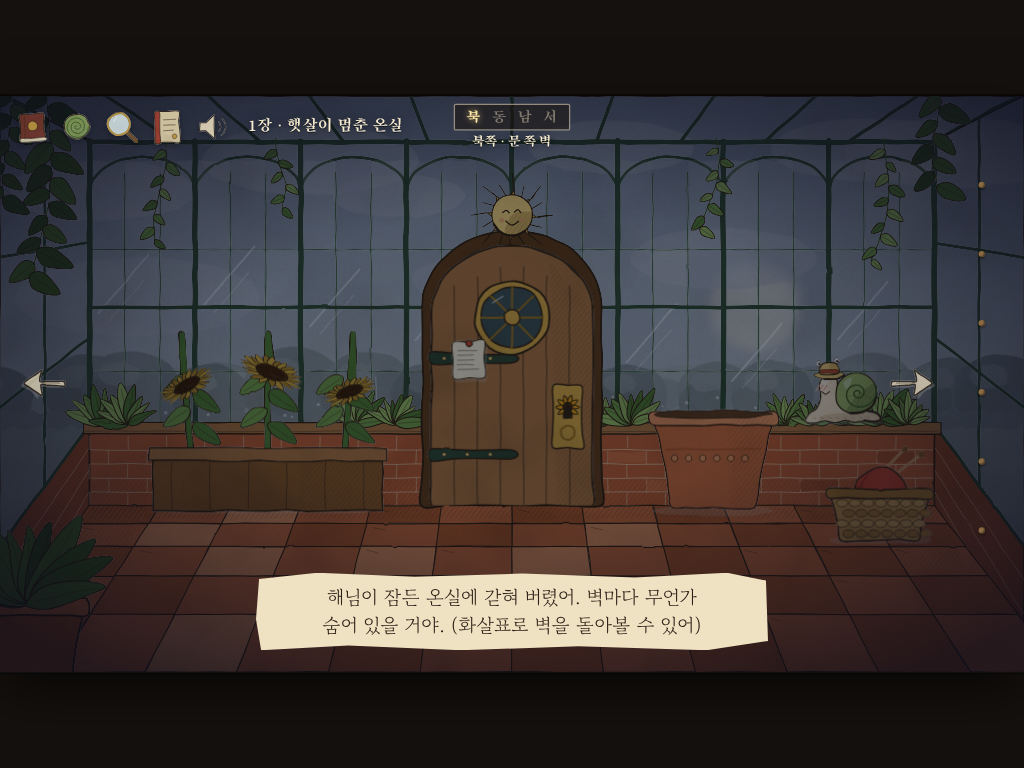 1장 · 햇살이 멈춘 온실
북 동 남 서
북쪽 · 문 쪽 벽
해님이 잠든 온실에 갇혀 버렸어. 벽마다 무언가
숨어 있을 거야. (화살표로 벽을 돌아볼 수 있어)